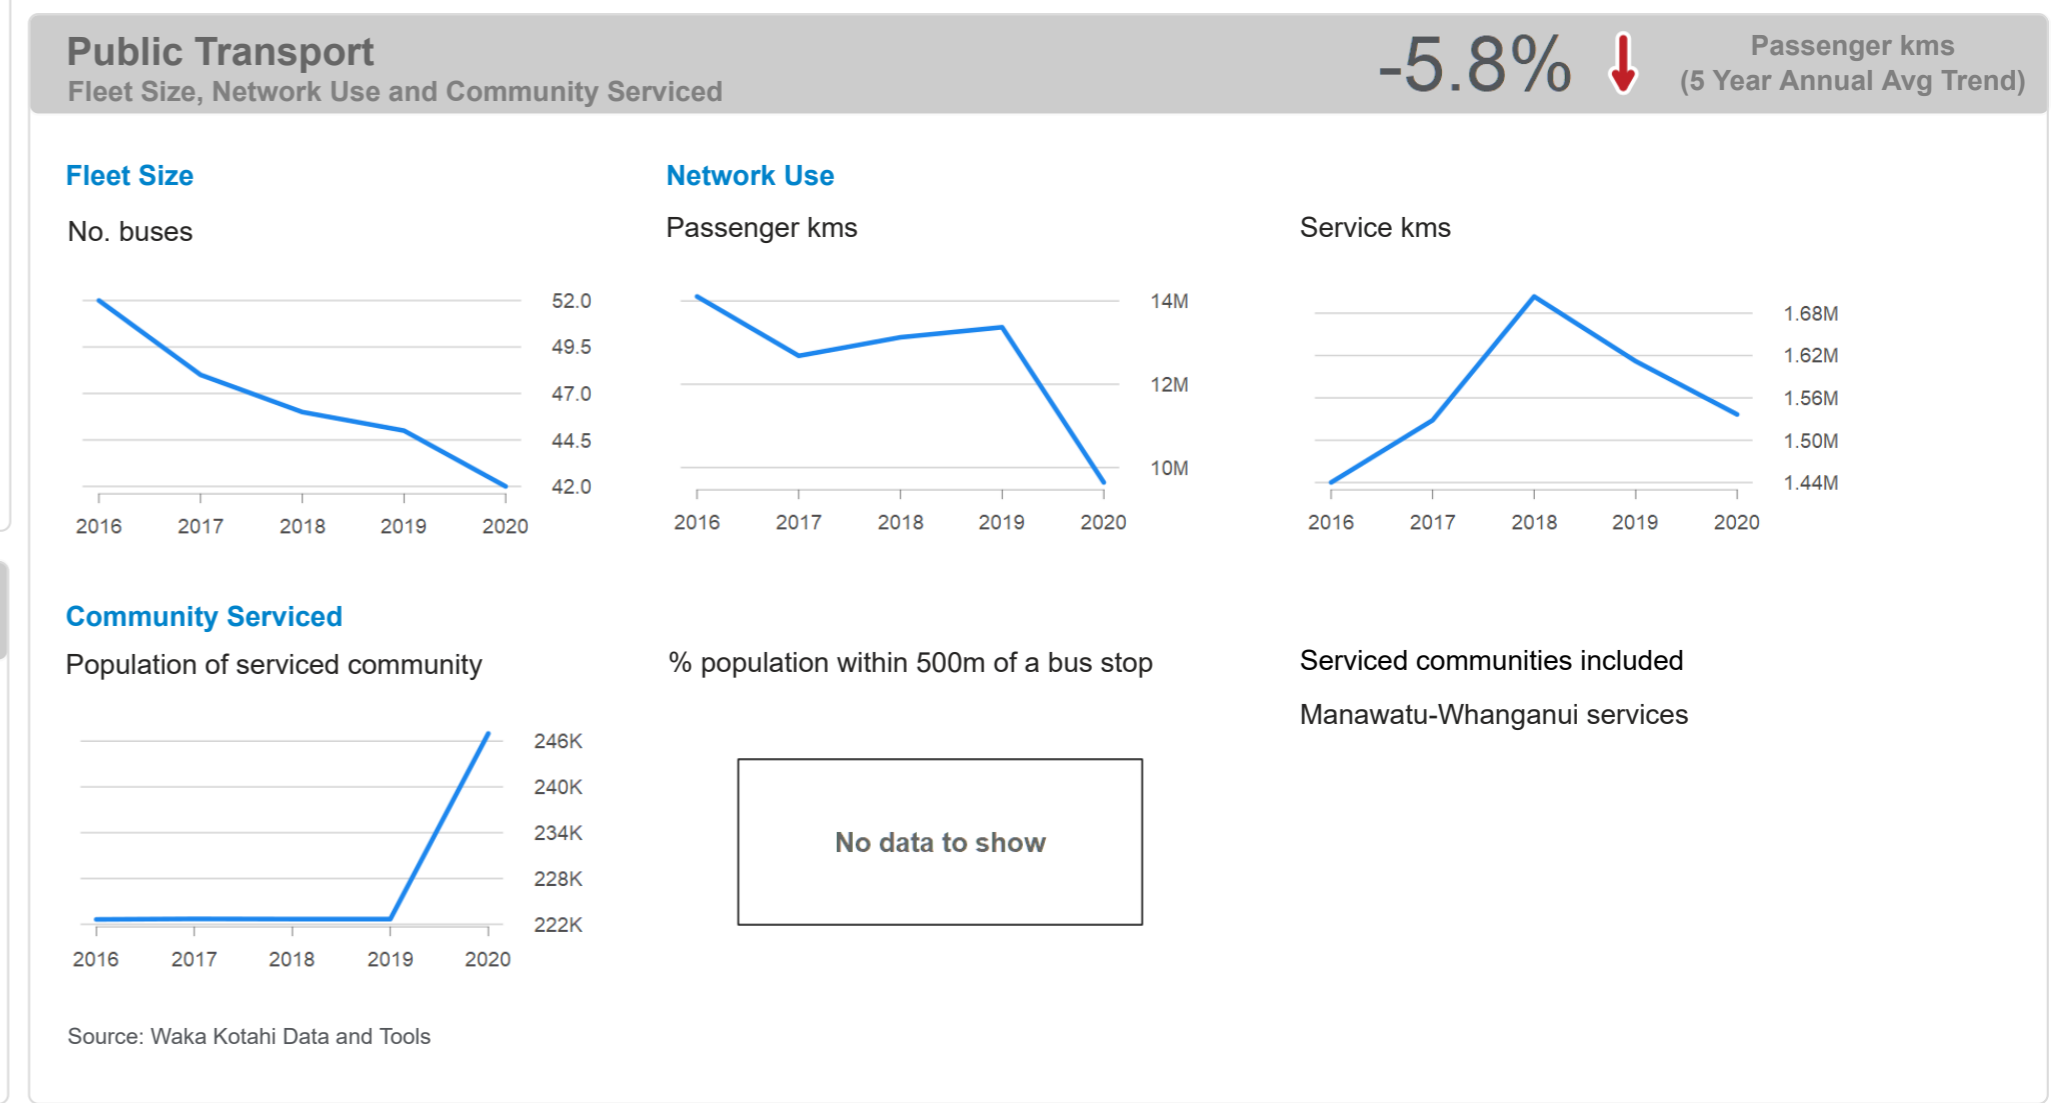 Public Transport
Fleet Size, Network Use and Community Serviced
-5.8%
Passenger kms
(5 Year Annual Avg Trend)
Fleet Size
No. buses
52.0
49.5
47.0
44.5
42.0
2016 2017 2018 2019 2020
Network Use
Passenger kms
14M
12M
10M
2016 2017 2018 2019 2020
Service kms
1.68M
1.62M
1.56M
1.50M
1.44M
2016 2017 2018 2019 2020
Community Serviced
Population of serviced community
246K
240K
234K
228K
222K
2016 2017 2018 2019 2020
% population within 500m of a bus stop
No data to show
Serviced communities included
Manawatu-Whanganui services
Source: Waka Kotahi Data and Tools